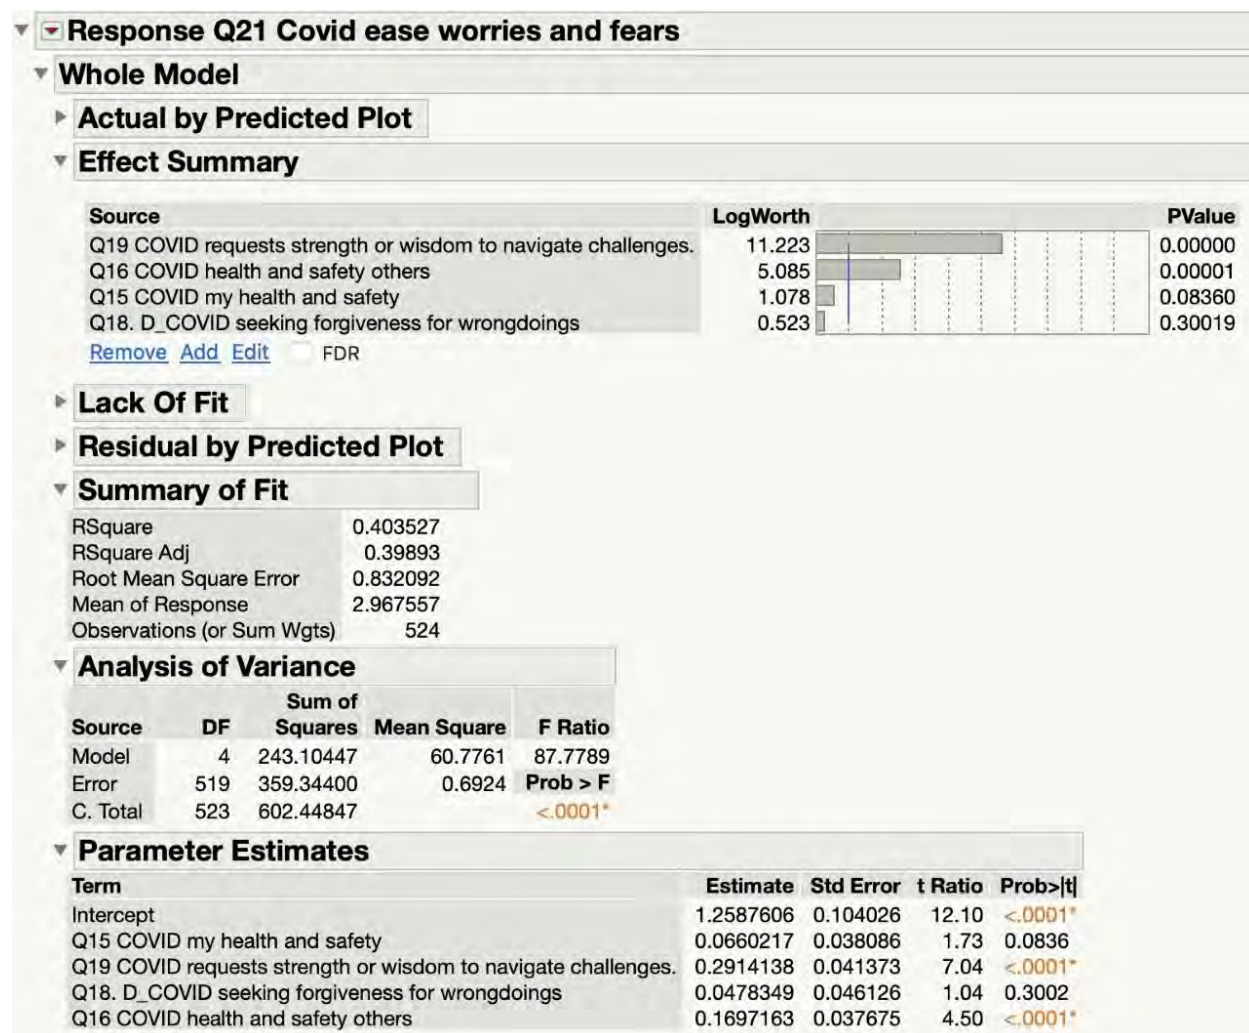 Response Q21 Covid ease worries and fears
Whole Model
Actual by Predicted Plot
Effect Summary
Source LogWorth PValue
Q19 COVID requests strength or wisdom to navigate challenges. 11.223 0.00000
Q16 COVID health and safety others 5.085 0.00001
Q15 COVID my health and safety 1.078 0.08360
Q18. D_COVID seeking forgiveness for wrongdoings 0.523 0.30019
Remove Add Edit FDR
Lack Of Fit
Residual by Predicted Plot
Summary of Fit
RSquare 0.403527
RSquare Adj 0.39893
Root Mean Square Error 0.832092
Mean of Response 2.967557
Observations (or Sum Wgts) 524
Analysis of Variance
Sum of
Source DF Squares Mean Square F Ratio
Model 4 243.10447 60.7761 87.7789
Error 519 359.34400 0.6924 Prob > F
C. Total 523 602.44847 <.0001*
Parameter Estimates
Term Estimate Std Error t Ratio Prob>|t|
Intercept 1.2587606 0.104026 12.10 <.0001*
Q15 COVID my health and safety 0.0660217 0.038086 1.73 0.0836
Q19 COVID requests strength or wisdom to navigate challenges. 0.2914138 0.041373 7.04 <.0001*
Q18. D_COVID seeking forgiveness for wrongdoings 0.0478349 0.046126 1.04 0.3002
Q16 COVID health and safety others 0.1697163 0.037675 4.50 <.0001*